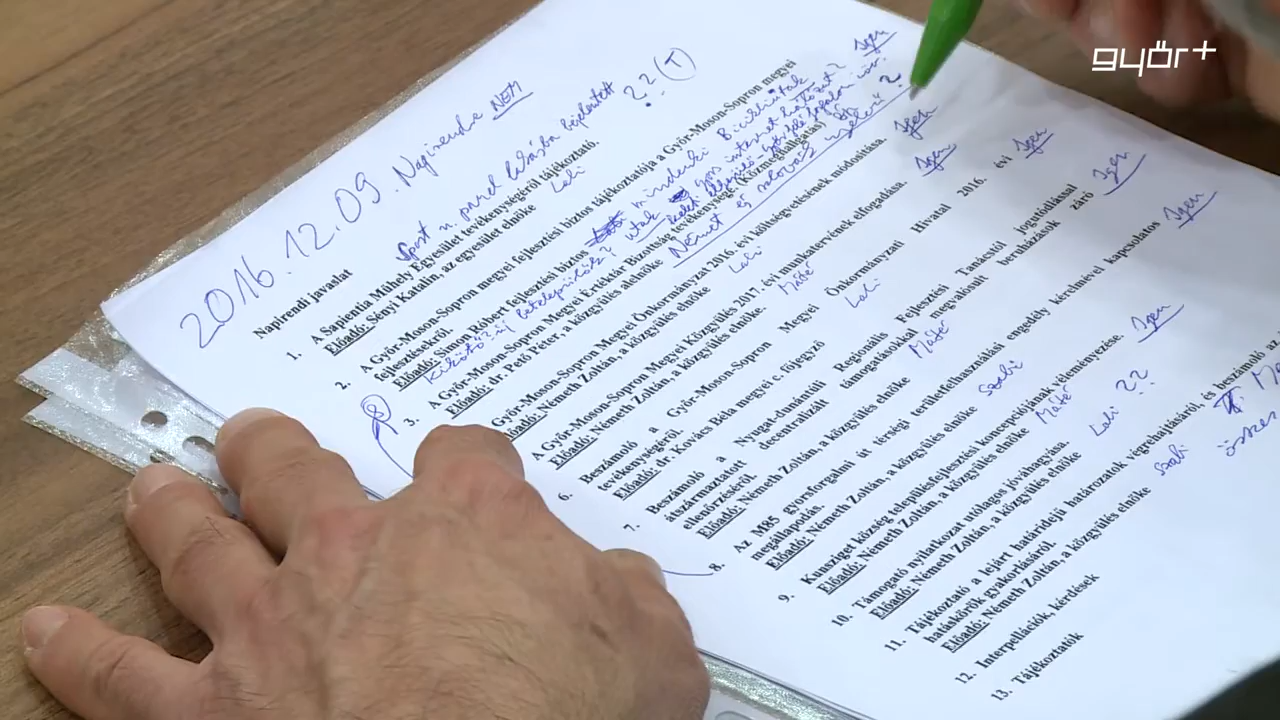 győr+
2016.12.09. Napirendre NEM
?? (T)
Napirendi javaslat
1. A Sapientia Műhely Egyesület tevékenységéről tájékoztató.
Előadó: Sényi Katalin, az egyesület elnöke Lali
2. A Győr-Moson-Sopron megyei fejlesztési biztos tájékoztatója a Győr-Moson-Sopron megyei
fejlesztésekről. Igen
Előadó: Simon Róbert fejlesztési biztos
3. A Győr-Moson-Sopron Megyei Értéktár Bizottság tevékenysége (Közmeghallgatás)
Előadó: dr. Pető Péter, a közgyűlés alelnöke Német és
Győr-Moson-Sopron Megyei Önkormányzat 2016. évi költségvetésének módosítása. Igen
Előadó: Németh Zoltán, a közgyűlés elnöke Lali
A Győr-Moson-Sopron Megyei Közgyűlés 2017. évi munkatervének elfogadása. Igen
Előadó: Németh Zoltán, a közgyűlés elnöke. Máté
6. Beszámoló a Győr-Moson-Sopron Megyei Önkormányzati Hivatal 2016. évi Igen
tevékenységéről.
Előadó: dr. Kovács Béla megyei c. főjegyző Lali
7. Beszámoló a Nyugat-dunántúli Regionális Fejlesztési Tanácstól jogutódlással Igen
átszármaztatott decentralizált támogatásokkal megvalósult beruházások záró
ellenőrzéséről.
Előadó: Németh Zoltán, a közgyűlés elnöke Máté
8. Az M85 gyorsforgalmi út térségi területfelhasználási engedély kérelmével kapcsolatos Igen
megállapodás.
Előadó: Németh Zoltán, a közgyűlés elnöke Szabi
9. Kunsziget község településfejlesztési koncepciójának véleményezése. Igen
Előadó: Németh Zoltán, a közgyűlés elnöke Máté
10. Támogató nyilatkozat utólagos jóváhagyása. Lali ??
Előadó: Németh Zoltán, a közgyűlés elnöke
11. Tájékoztató a lejárt határidejű határozatok végrehajtásáról, és beszámoló az
hatáskörök gyakorlásáról.
Előadó: Németh Zoltán, a közgyűlés elnöke Szabi
12. Interpellációk, kérdések
13. Tájékoztatók